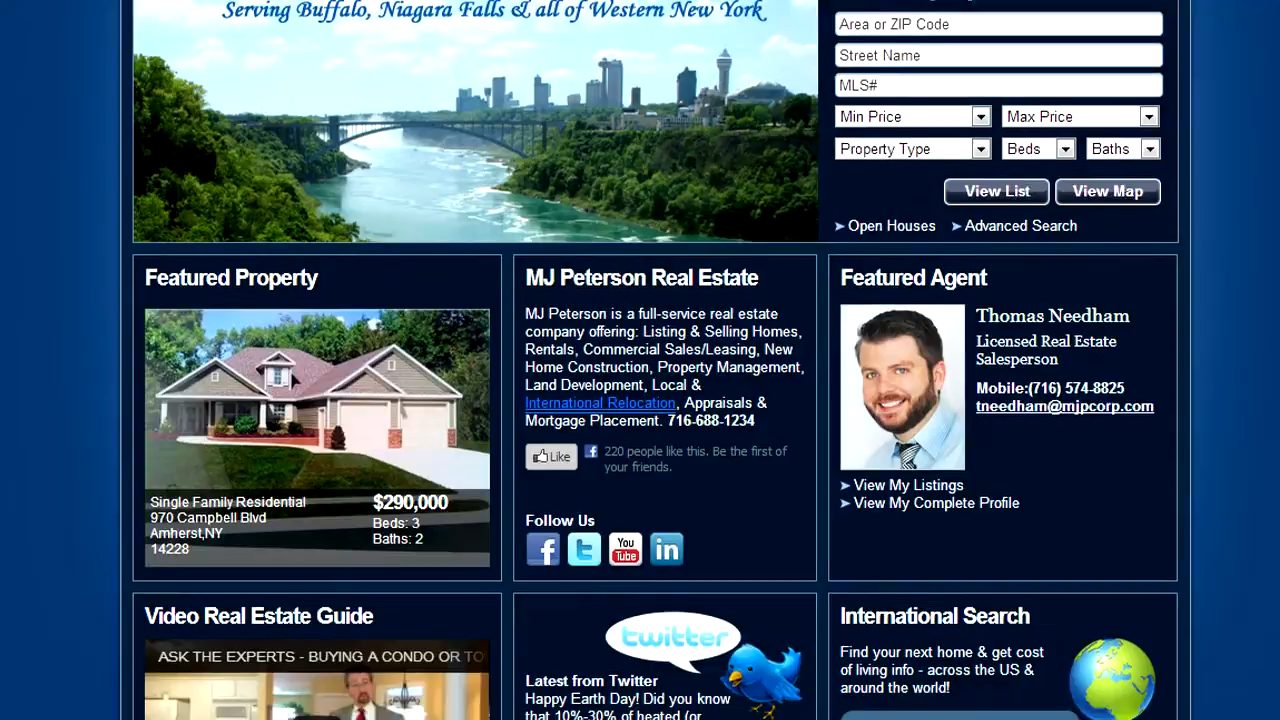 Serving Buffalo, Niagara Falls & all of Western New York
Area or ZIP Code
Street Name
MLS#
Min Price
Max Price
Property Type
Beds
Baths
View List
View Map
Open Houses
Advanced Search
Featured Property
Single Family Residential
970 Campbell Blvd
Amherst,NY
14228
$290,000
Beds: 3
Baths: 2
MJ Peterson Real Estate
MJ Peterson is a full-service real estate
company offering: Listing & Selling Homes,
Rentals, Commercial Sales/Leasing, New
Home Construction, Property Management,
Land Development, Local &
International Relocation, Appraisals &
Mortgage Placement. 716-688-1234
Like
220 people like this. Be the first of
your friends.
Follow Us
f
t
You
Tube
in
Featured Agent
Thomas Needham
Licensed Real Estate
Salesperson
Mobile:(716) 574-8825
tneedham@mjpcorp.com
View My Listings
View My Complete Profile
Video Real Estate Guide
ASK THE EXPERTS - BUYING A CONDO OR TO
twitter
Latest from Twitter
Happy Earth Day! Did you know
that 10%-30% of heated (or
International Search
Find your next home & get cost
of living info - across the US &
around the world!